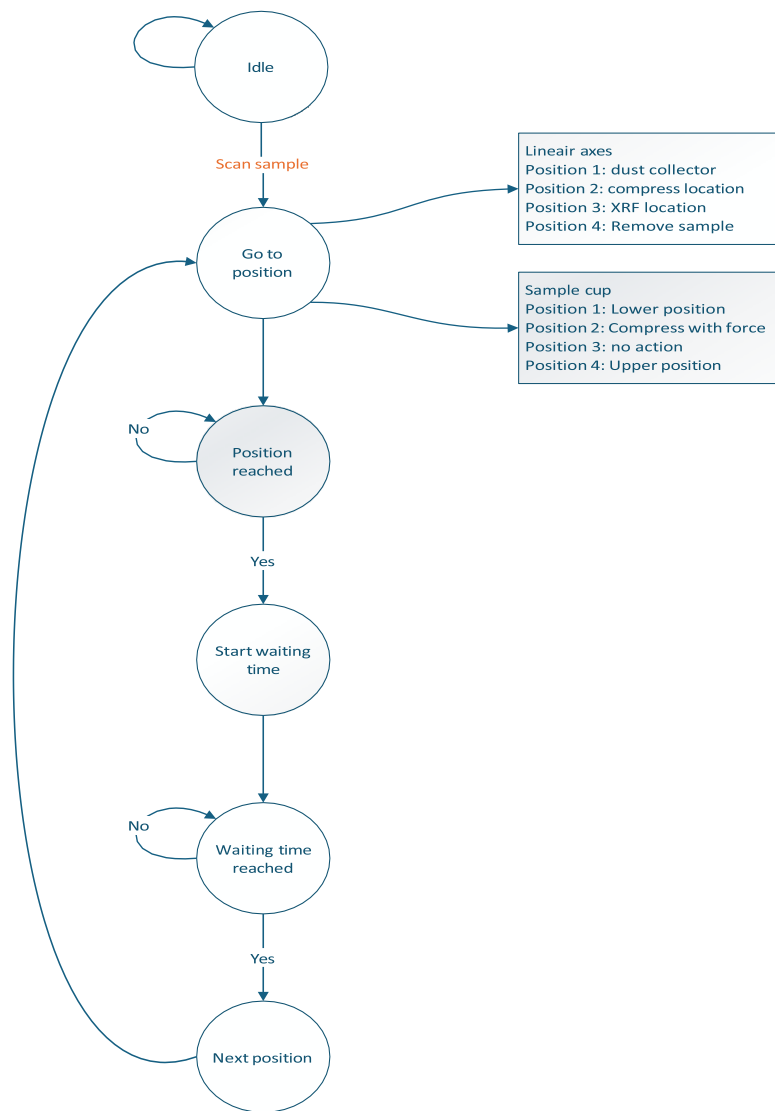 Idle
Scan sample
Go to
position
Lineair axes
Position 1: dust collector
Position 2: compress location
Position 3: XRF location
Position 4: Remove sample
Sample cup
Position 1: Lower position
Position 2: Compress with force
Position 3: no action
Position 4: Upper position
No
Position
reached
Yes
Start waiting
time
No
Waiting time
reached
Yes
Next position